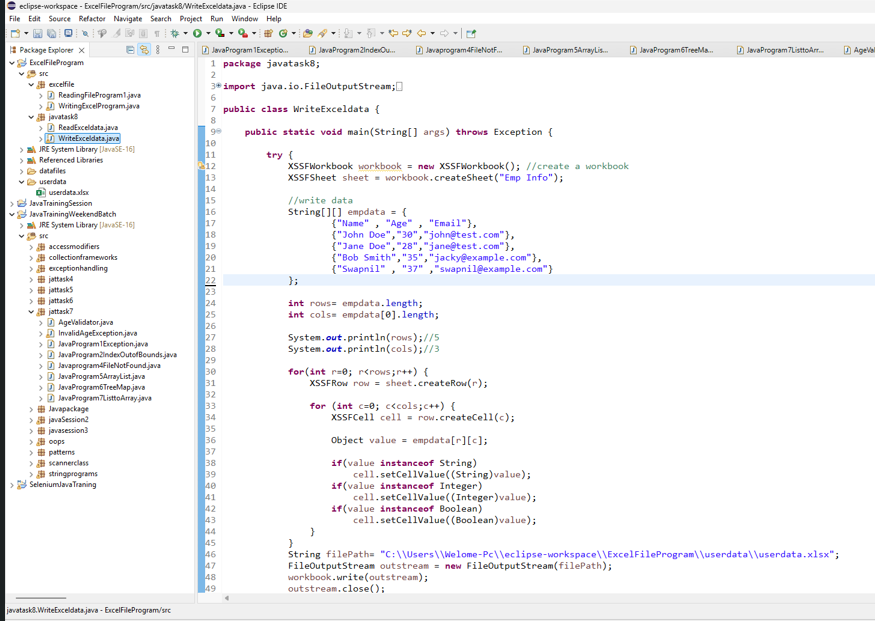 eclipse-workspace - ExcelFileProgram/src/javatask8/WriteExceldata.java - Eclipse IDE
File Edit Source Refactor Navigate Search Project Run Window Help
Package Explorer
JavaProgram1Exceptio...
JavaProgram2IndexOu...
Javaprogram4FileNotF...
JavaProgram5ArrayLis...
JavaProgram6TreeMa...
JavaProgram7ListtoArr...
AgeVal
ExcelFileProgram
src
excelfile
ReadingFileProgram1.java
WritingExcelProgram.java
javatask8
ReadExceldata.java
WriteExceldata.java
JRE System Library [JavaSE-16]
Referenced Libraries
datafiles
userdata
userdata.xlsx
JavaTrainingSession
JavaTrainingWeekendBatch
JRE System Library [JavaSE-16]
src
accessmodifiers
collectionframeworks
exceptionhandling
jattask4
jattask5
jattask6
jattask7
AgeValidator.java
InvalidAgeException.java
JavaProgram1Exception.java
JavaProgram2IndexOutofBounds.java
Javaprogram4FileNotFound.java
JavaProgram5ArrayList.java
JavaProgram6TreeMap.java
JavaProgram7ListtoArray.java
Javapackage
javaSession2
javasession3
oops
patterns
scannerclass
stringprograms
SeleniumJavaTraning
1 package javatask8;
2
3 import java.io.FileOutputStream;
6
7 public class WriteExceldata {
8
9 public static void main(String[] args) throws Exception {
10
11 try {
12 XSSFWorkbook workbook = new XSSFWorkbook(); //create a workbook
13 XSSFSheet sheet = workbook.createSheet("Emp Info");
14
15 //write data
16 String[][] empdata = {
17 {"Name" , "Age" , "Email"},
18 {"John Doe","30","john@test.com"},
19 {"Jane Doe","28","jane@test.com"},
20 {"Bob Smith","35","jacky@example.com"},
21 {"Swapnil" , "37" ,"swapnil@example.com"}
22 };
23
24 int rows= empdata.length;
25 int cols= empdata[0].length;
26
27 System.out.println(rows);//5
28 System.out.println(cols);//3
29
30 for(int r=0; r<rows;r++) {
31 XSSFRow row = sheet.createRow(r);
32
33 for (int c=0; c<cols;c++) {
34 XSSFCell cell = row.createCell(c);
35
36 Object value = empdata[r][c];
37
38 if(value instanceof String)
39 cell.setCellValue((String)value);
40 if(value instanceof Integer)
41 cell.setCellValue((Integer)value);
42 if(value instanceof Boolean)
43 cell.setCellValue((Boolean)value);
44 }
45 }
46 String filePath= "C:\\Users\\Welome-Pc\\eclipse-workspace\\ExcelFileProgram\\userdata\\userdata.xlsx";
47 FileOutputStream outstream = new FileOutputStream(filePath);
48 workbook.write(outstream);
49 outstream.close();
javatask8.WriteExceldata.java - ExcelFileProgram/src